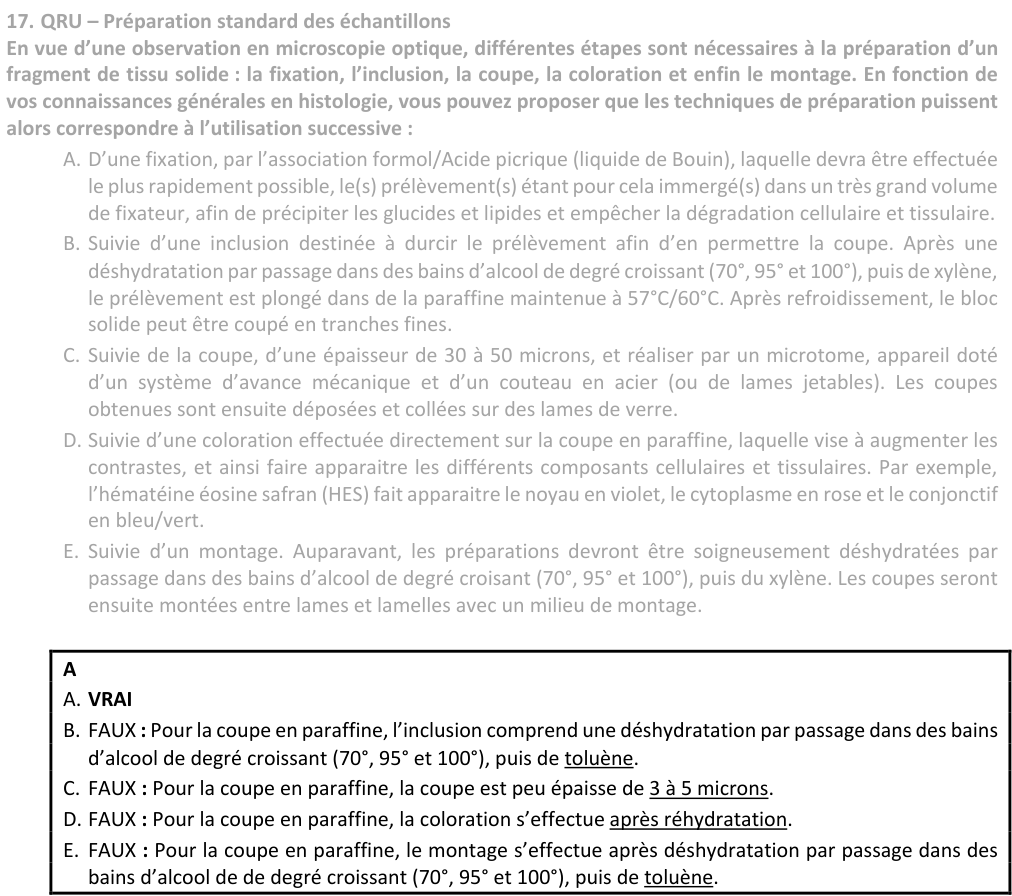 17. QRU – Préparation standard des échantillons
En vue d’une observation en microscopie optique, différentes étapes sont nécessaires à la préparation d’un
fragment de tissu solide : la fixation, l’inclusion, la coupe, la coloration et enfin le montage. En fonction de
vos connaissances générales en histologie, vous pouvez proposer que les techniques de préparation puissent
alors correspondre à l’utilisation successive :
A. D’une fixation, par l’association formol/Acide picrique (liquide de Bouin), laquelle devra être effectuée
le plus rapidement possible, le(s) prélèvement(s) étant pour cela immergé(s) dans un très grand volume
de fixateur, afin de précipiter les glucides et lipides et empêcher la dégradation cellulaire et tissulaire.
B. Suivie d’une inclusion destinée à durcir le prélèvement afin d’en permettre la coupe. Après une
déshydratation par passage dans des bains d’alcool de degré croissant (70°, 95° et 100°), puis de xylène,
le prélèvement est plongé dans de la paraffine maintenue à 57°C/60°C. Après refroidissement, le bloc
solide peut être coupé en tranches fines.
C. Suivie de la coupe, d’une épaisseur de 30 à 50 microns, et réaliser par un microtome, appareil doté
d’un système d’avance mécanique et d’un couteau en acier (ou de lames jetables). Les coupes
obtenues sont ensuite déposées et collées sur des lames de verre.
D. Suivie d’une coloration effectuée directement sur la coupe en paraffine, laquelle vise à augmenter les
contrastes, et ainsi faire apparaitre les différents composants cellulaires et tissulaires. Par exemple,
l’hématéine éosine safran (HES) fait apparaitre le noyau en violet, le cytoplasme en rose et le conjonctif
en bleu/vert.
E. Suivie d’un montage. Auparavant, les préparations devront être soigneusement déshydratées par
passage dans des bains d’alcool de degré croisant (70°, 95° et 100°), puis du xylène. Les coupes seront
ensuite montées entre lames et lamelles avec un milieu de montage.
A
A. VRAI
B. FAUX : Pour la coupe en paraffine, l’inclusion comprend une déshydratation par passage dans des bains
d’alcool de degré croissant (70°, 95° et 100°), puis de toluène.
C. FAUX : Pour la coupe en paraffine, la coupe est peu épaisse de 3 à 5 microns.
D. FAUX : Pour la coupe en paraffine, la coloration s’effectue après réhydratation.
E. FAUX : Pour la coupe en paraffine, le montage s’effectue après déshydratation par passage dans des
bains d’alcool de de degré croissant (70°, 95° et 100°), puis de toluène.